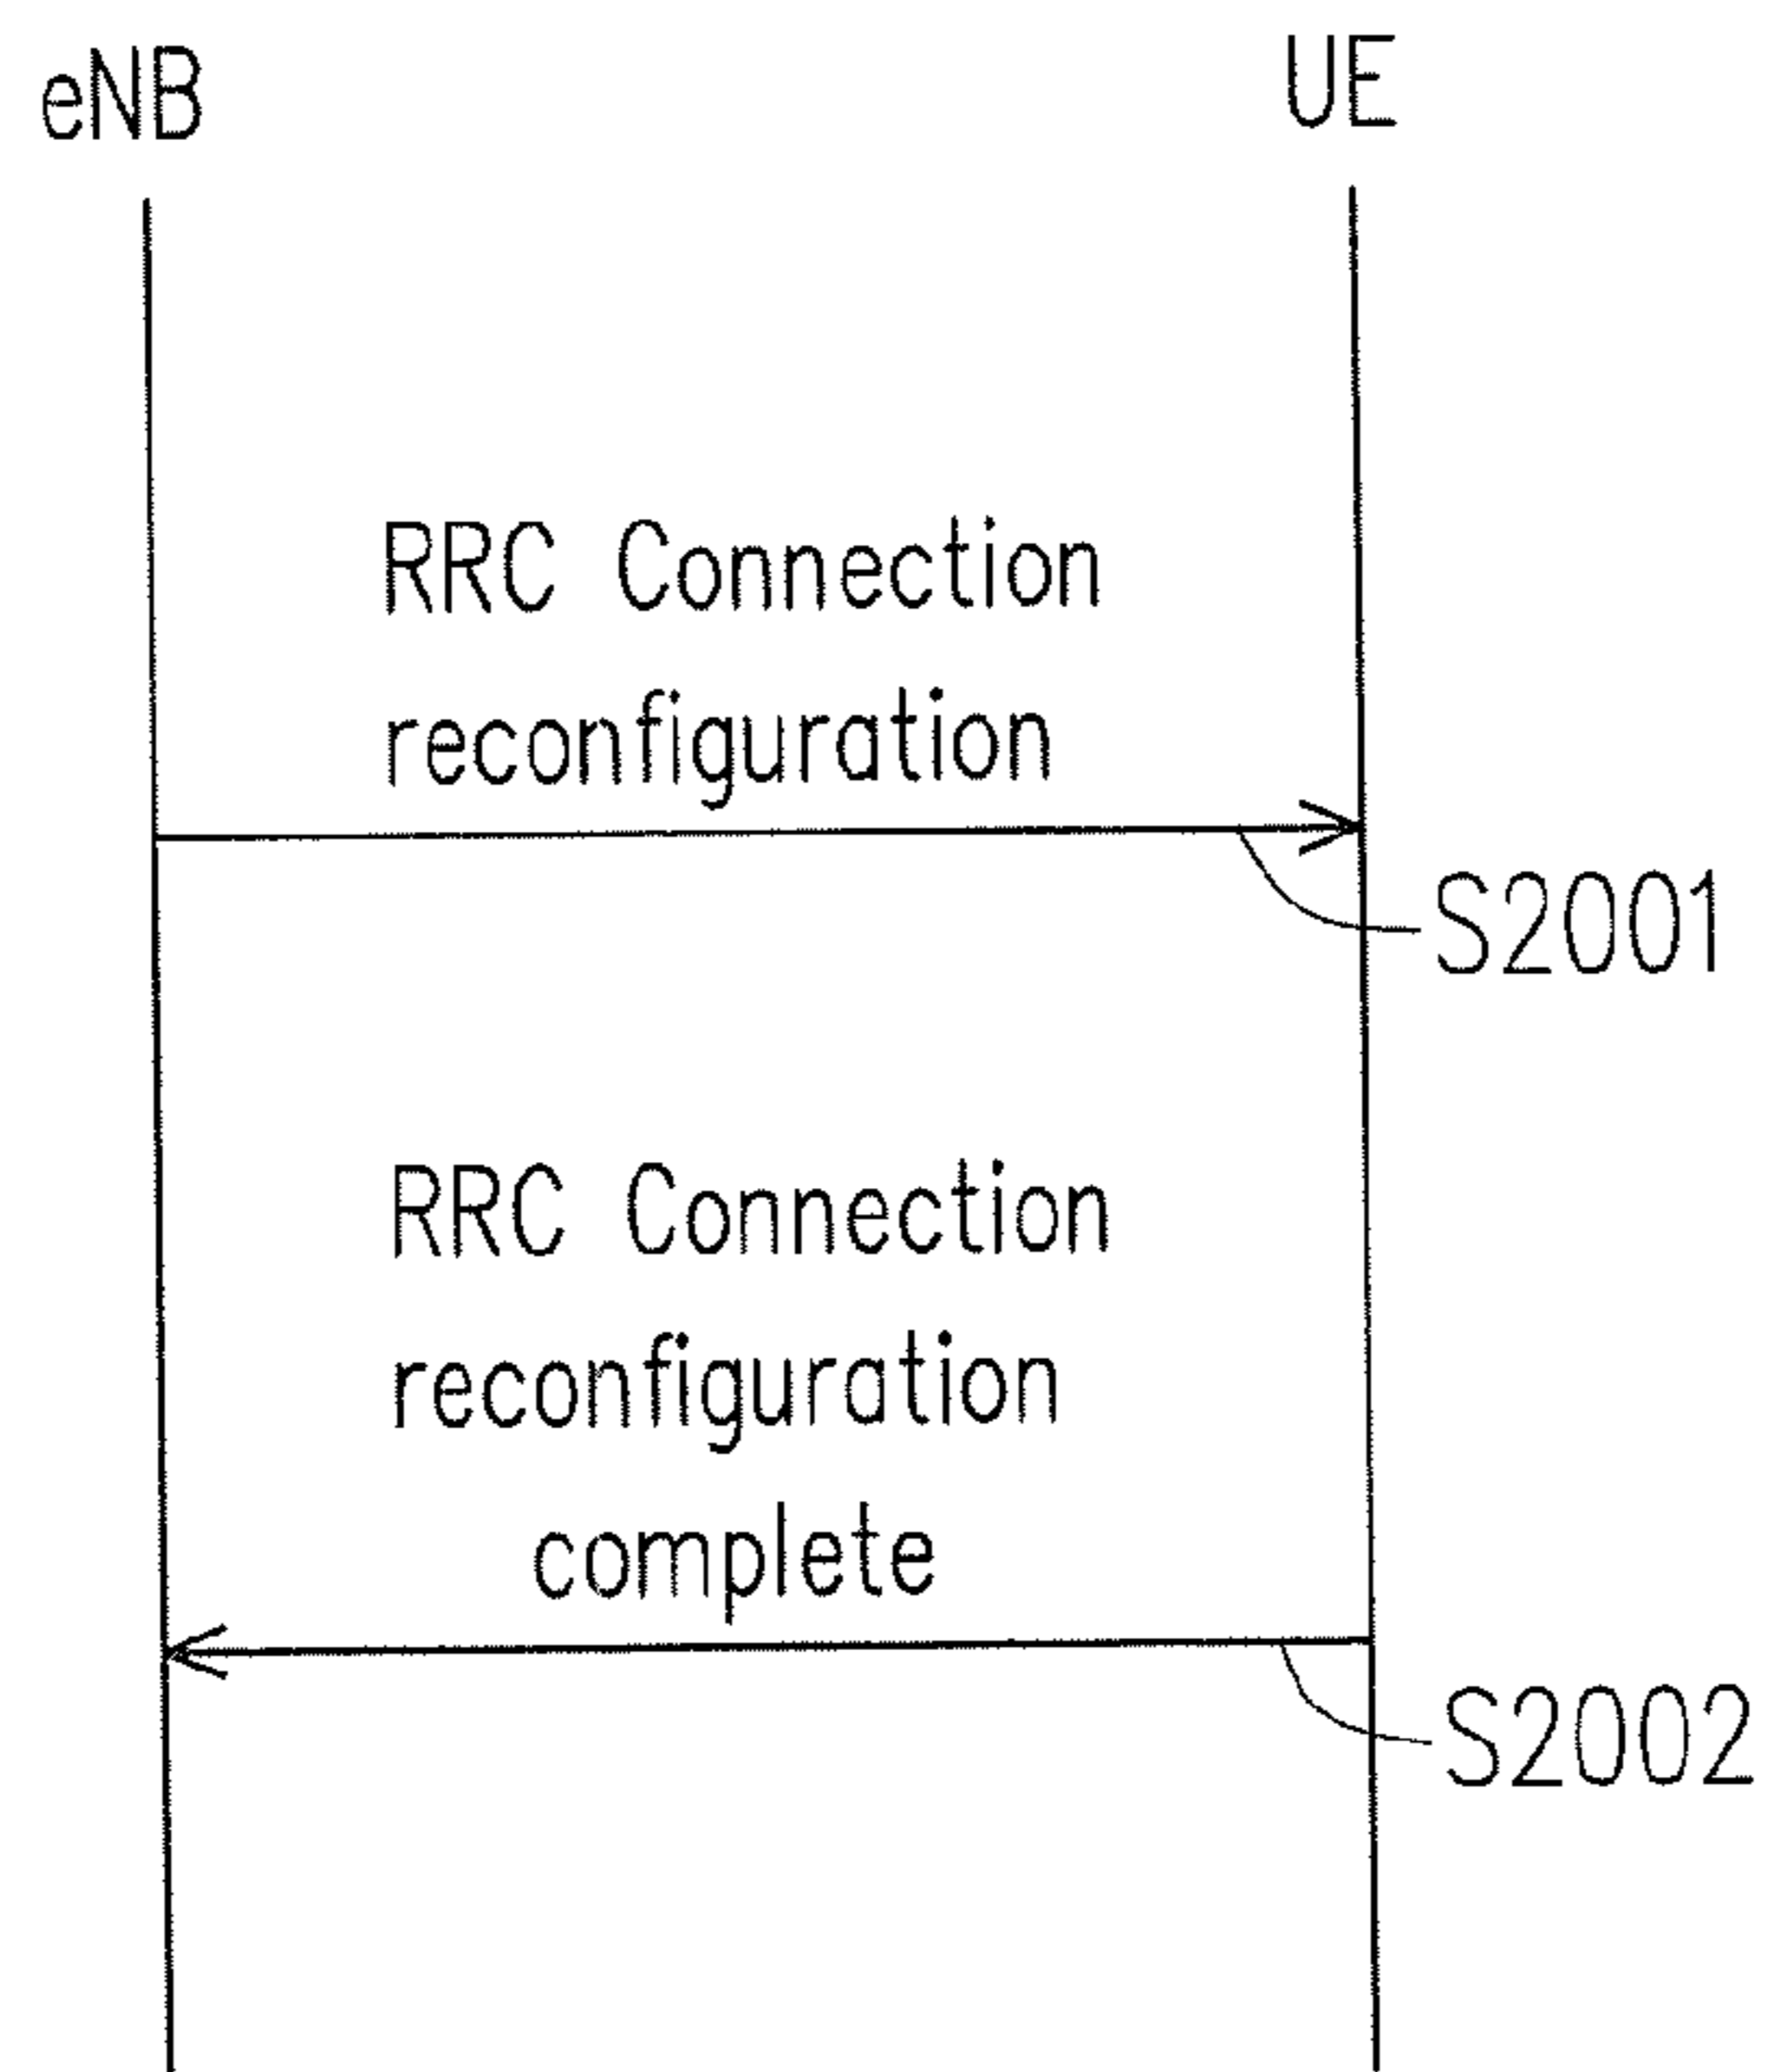 eNB
UE
RRC Connection
reconfiguration
S2001
RRC Connection
reconfiguration
complete
S2002